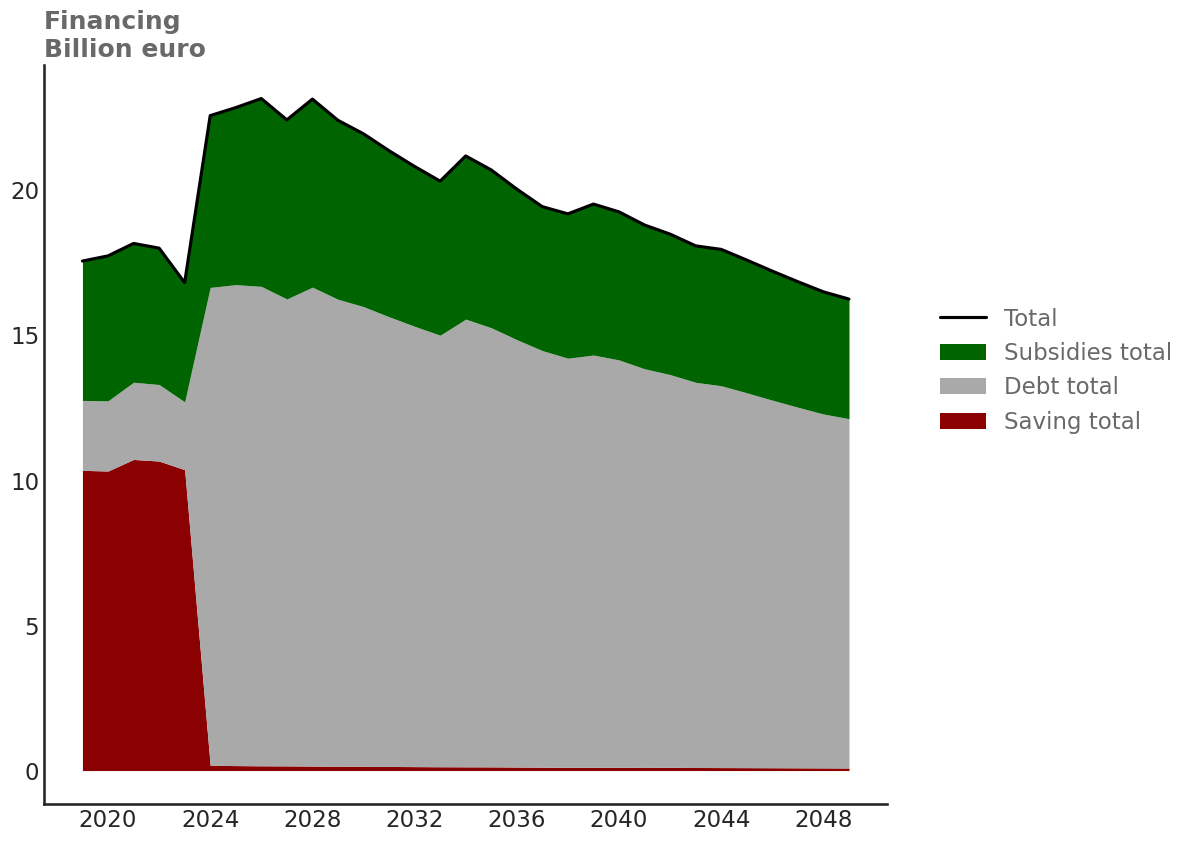 Financing
Billion euro
20
15
10
5
0
2020 2024 2028 2032 2036 2040 2044 2048
Total
Subsidies total
Debt total
Saving total